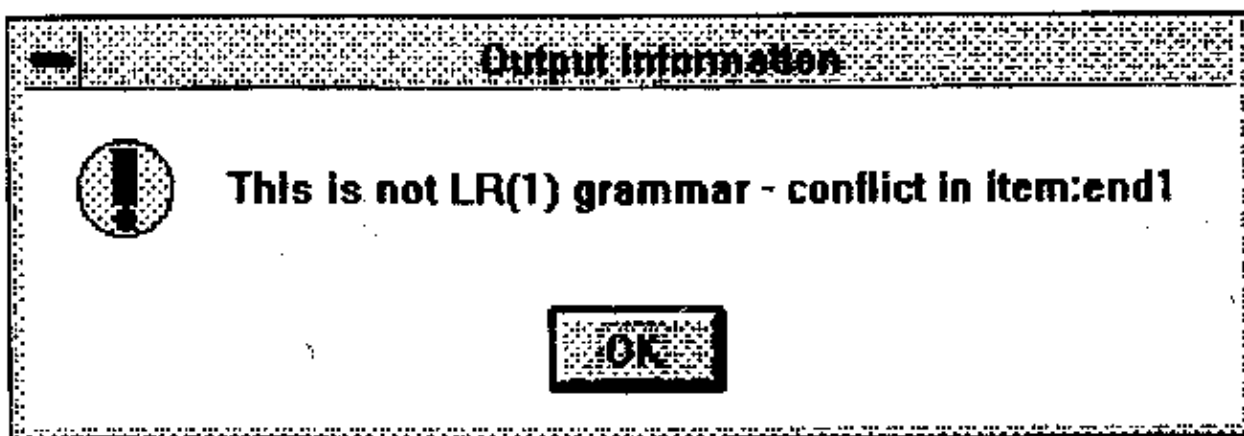 Output Information
This is not LR(1) grammar - conflict in item:end1
OK